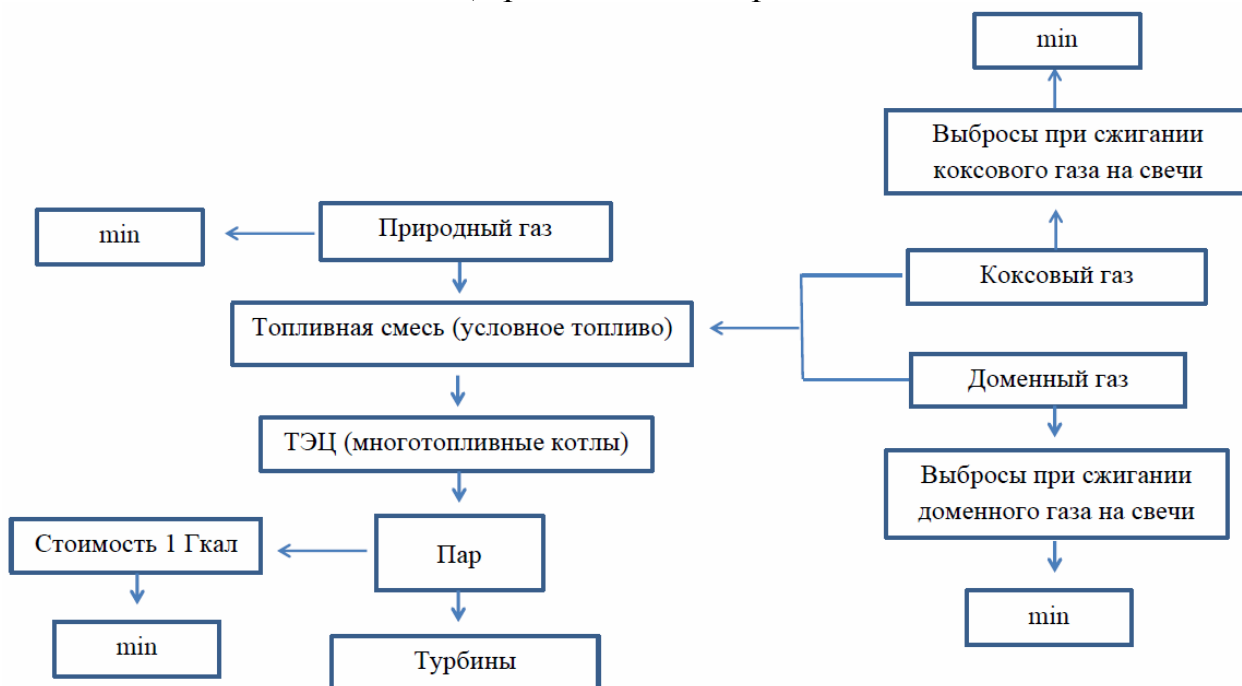 min
Выбросы при сжигании
коксового газа на свечи
Природный газ
min
Коксовый газ
Топливная смесь (условное топливо)
Доменный газ
ТЭЦ (многотопливные котлы)
Выбросы при сжигании
доменного газа на свечи
Стоимость 1 Гкал
Пар
min
min
Турбины